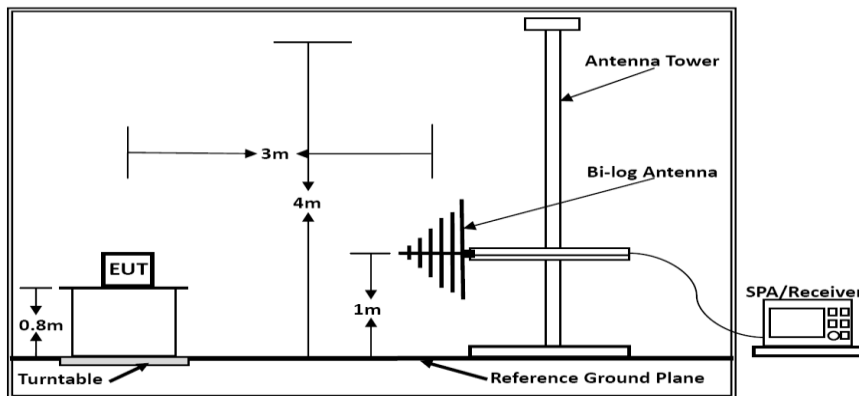 Antenna Tower
3m
Bi-log Antenna
4m
EUT
1m
SPA/Receiver
0.8m
Turntable
Reference Ground Plane